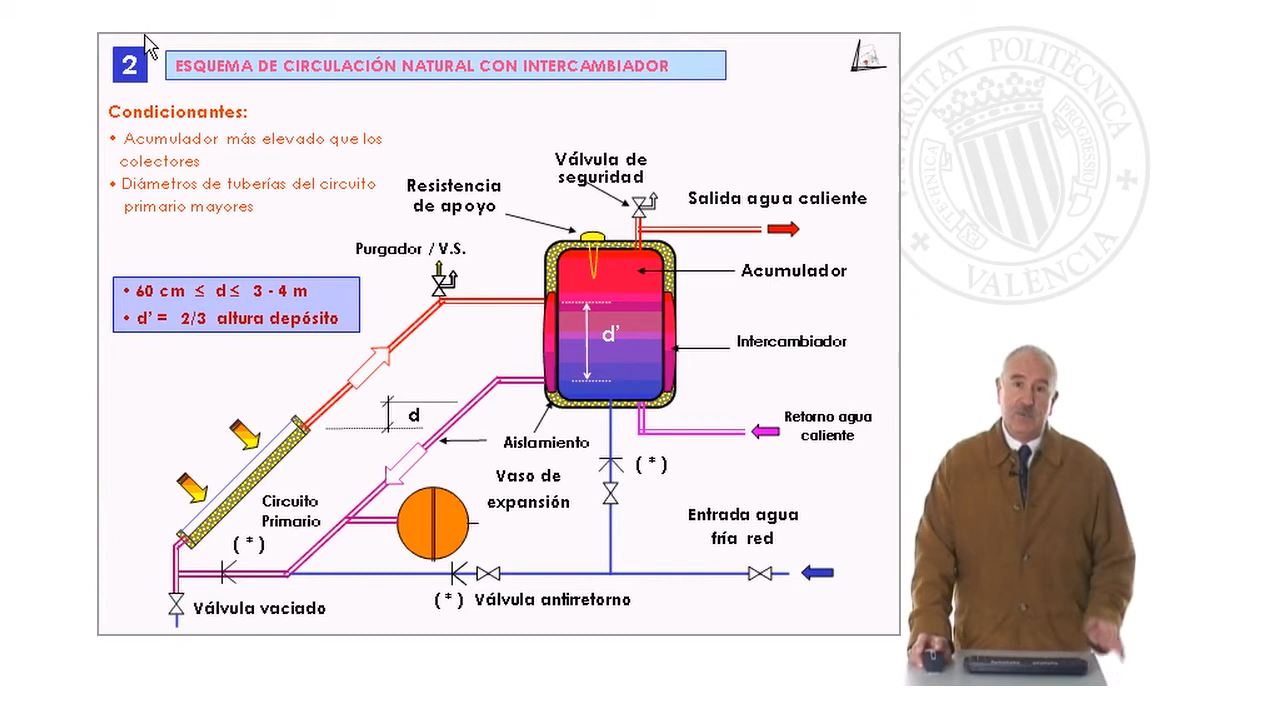 2
ESQUEMA DE CIRCULACIÓN NATURAL CON INTERCAMBIADOR
Condicionantes:
• Acumulador más elevado que los
colectores
• Diámetros de tuberías del circuito
primario mayores
Válvula de
seguridad
Resistencia
de apoyo
Salida agua caliente
Purgador / V.S.
Acumulador
• 60 cm ≤ d ≤ 3 - 4 m
• d’ = 2/3 altura depósito
d’
Intercambiador
d
Retorno agua
caliente
Aislamiento
( * )
Vaso de
expansión
Circuito
Primario
Entrada agua
fría red
( * )
Válvula vaciado
( * ) Válvula antirretorno
UNIVERSITAT POLITÈCNICA
VALENCIA